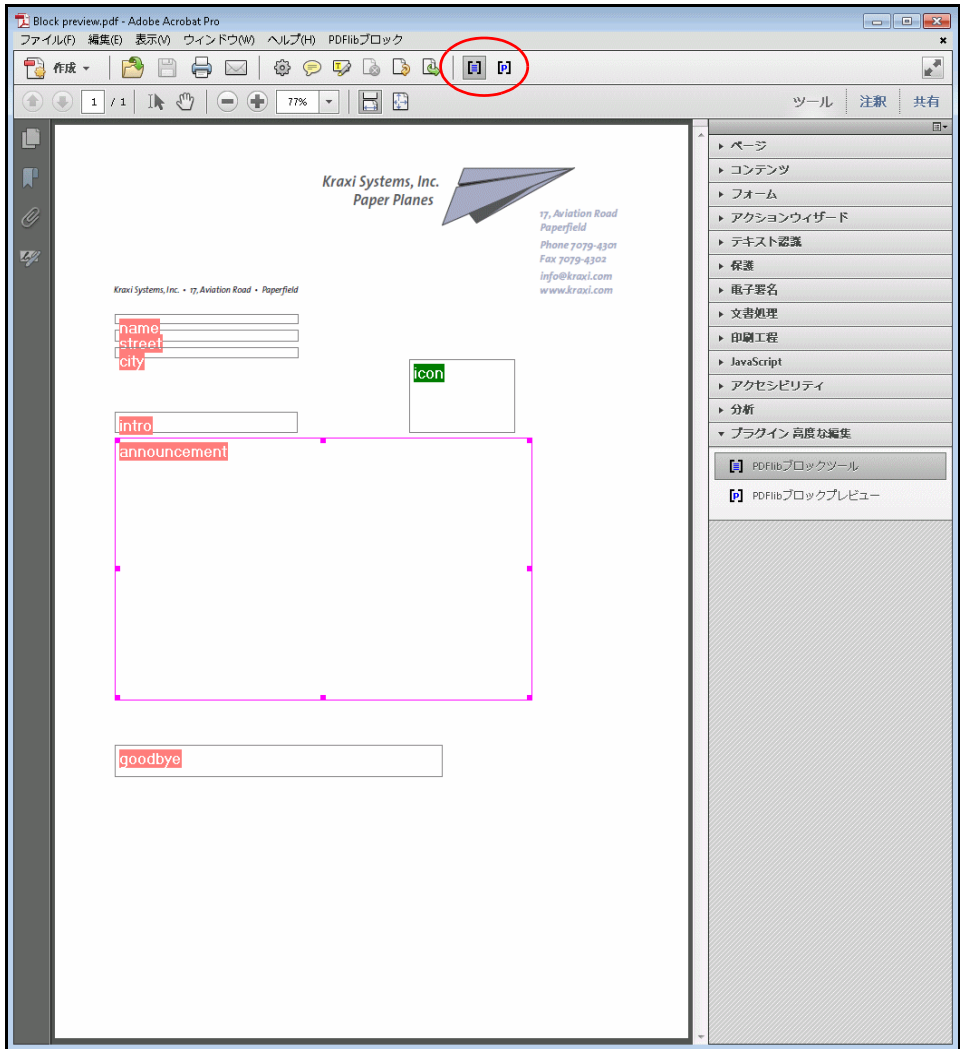 Block preview.pdf - Adobe Acrobat Pro
ファイル(F) 編集(E) 表示(V) ウィンドウ(W) ヘルプ(H) PDFlibブロック
作成
1 / 1 77% ツール 注釈 共有
Kraxi Systems, Inc.
Paper Planes
17, Aviation Road
Paperfield
Phone 7079-4301
Fax 7079-4302
info@kraxi.com
www.kraxi.com
Kraxi Systems, Inc. • 17, Aviation Road • Paperfield
name
street
city
icon
intro
announcement
goodbye
ページ
コンテンツ
フォーム
アクションウィザード
テキスト認識
保護
電子署名
文書処理
印刷工程
JavaScript
アクセシビリティ
分析
プラグイン 高度な編集
PDFlibブロックツール
PDFlibブロックプレビュー